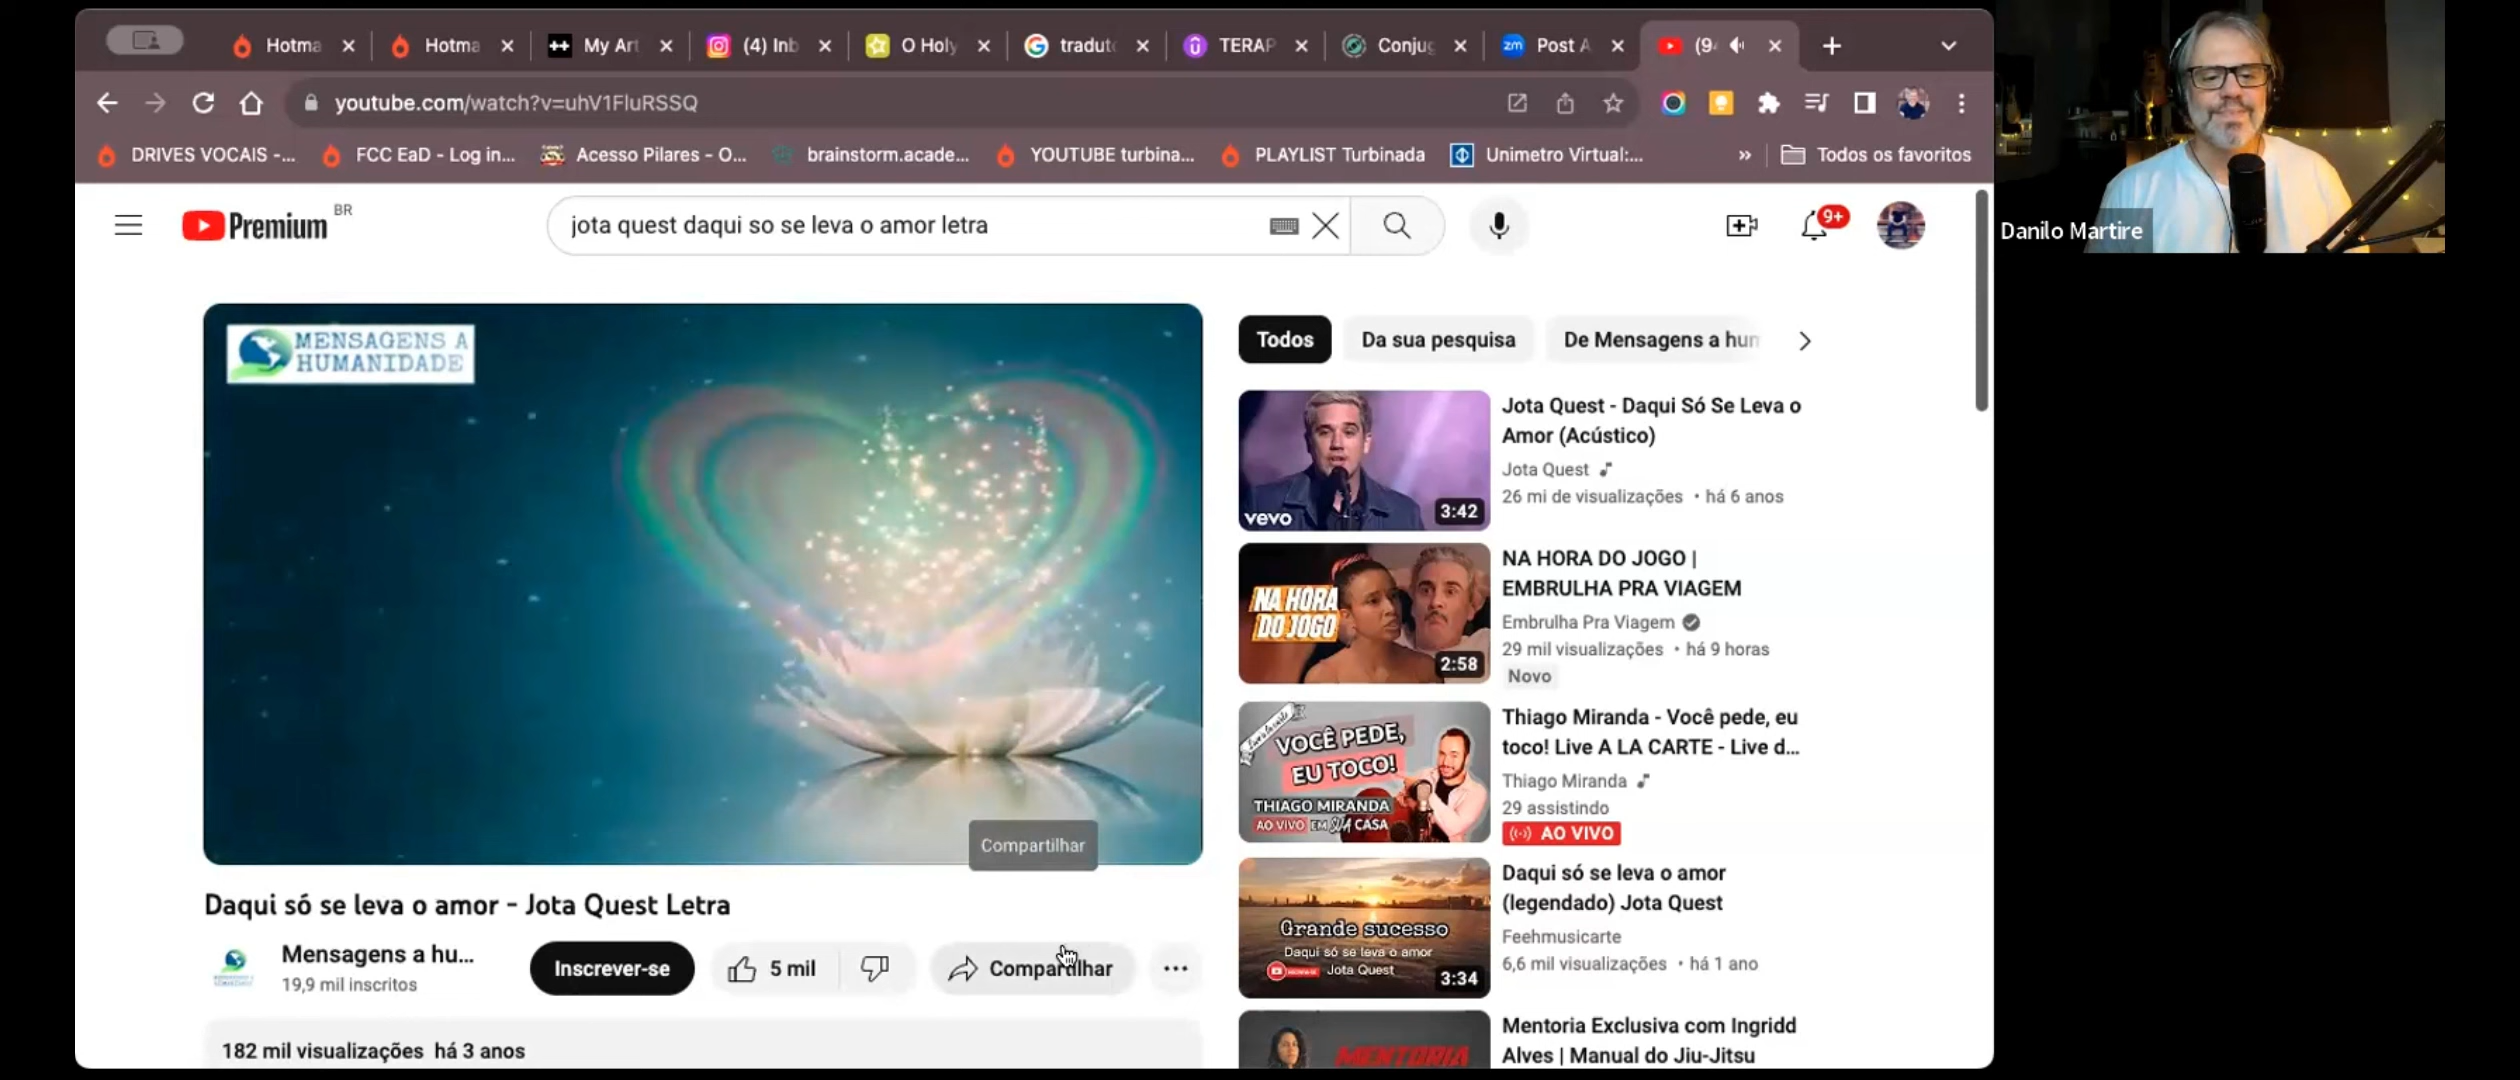 Hotma
Hotma
My Art
(4) Inb
O Holy
tradut
TERAP
Conjug
Post A
youtube.com/watch?v=uhV1FluRSSQ
DRIVES VOCAIS -...
FCC EaD - Log in...
Acesso Pilares - O...
brainstorm.acade...
YOUTUBE turbina...
PLAYLIST Turbinada
Unimetro Virtual:...
»
Todos os favoritos
Danilo Martire
Premium BR
jota quest daqui so se leva o amor letra
9+
MENSAGENS A
HUMANIDADE
Compartilhar
Daqui só se leva o amor - Jota Quest Letra
Mensagens a hu...
19,9 mil inscritos
Inscrever-se
5 mil
Compartilhar
182 mil visualizações há 3 anos
Todos
Da sua pesquisa
De Mensagens a hum
vevo
3:42
Jota Quest - Daqui Só Se Leva o
Amor (Acústico)
Jota Quest
26 mi de visualizações • há 6 anos
NA HORA
DO JOGO
2:58
NA HORA DO JOGO |
EMBRULHA PRA VIAGEM
Embrulha Pra Viagem
29 mil visualizações • há 9 horas
Novo
VOCÊ PEDE,
EU TOCO!
THIAGO MIRANDA
AO VIVO EM SUA CASA
Thiago Miranda - Você pede, eu
toco! Live A LA CARTE - Live d...
Thiago Miranda
29 assistindo
AO VIVO
Grande sucesso
Daqui só se leva o amor
Jota Quest
3:34
Daqui só se leva o amor
(legendado) Jota Quest
Feehmusicarte
6,6 mil visualizações • há 1 ano
MENTORIA
Mentoria Exclusiva com Ingridd
Alves | Manual do Jiu-Jitsu